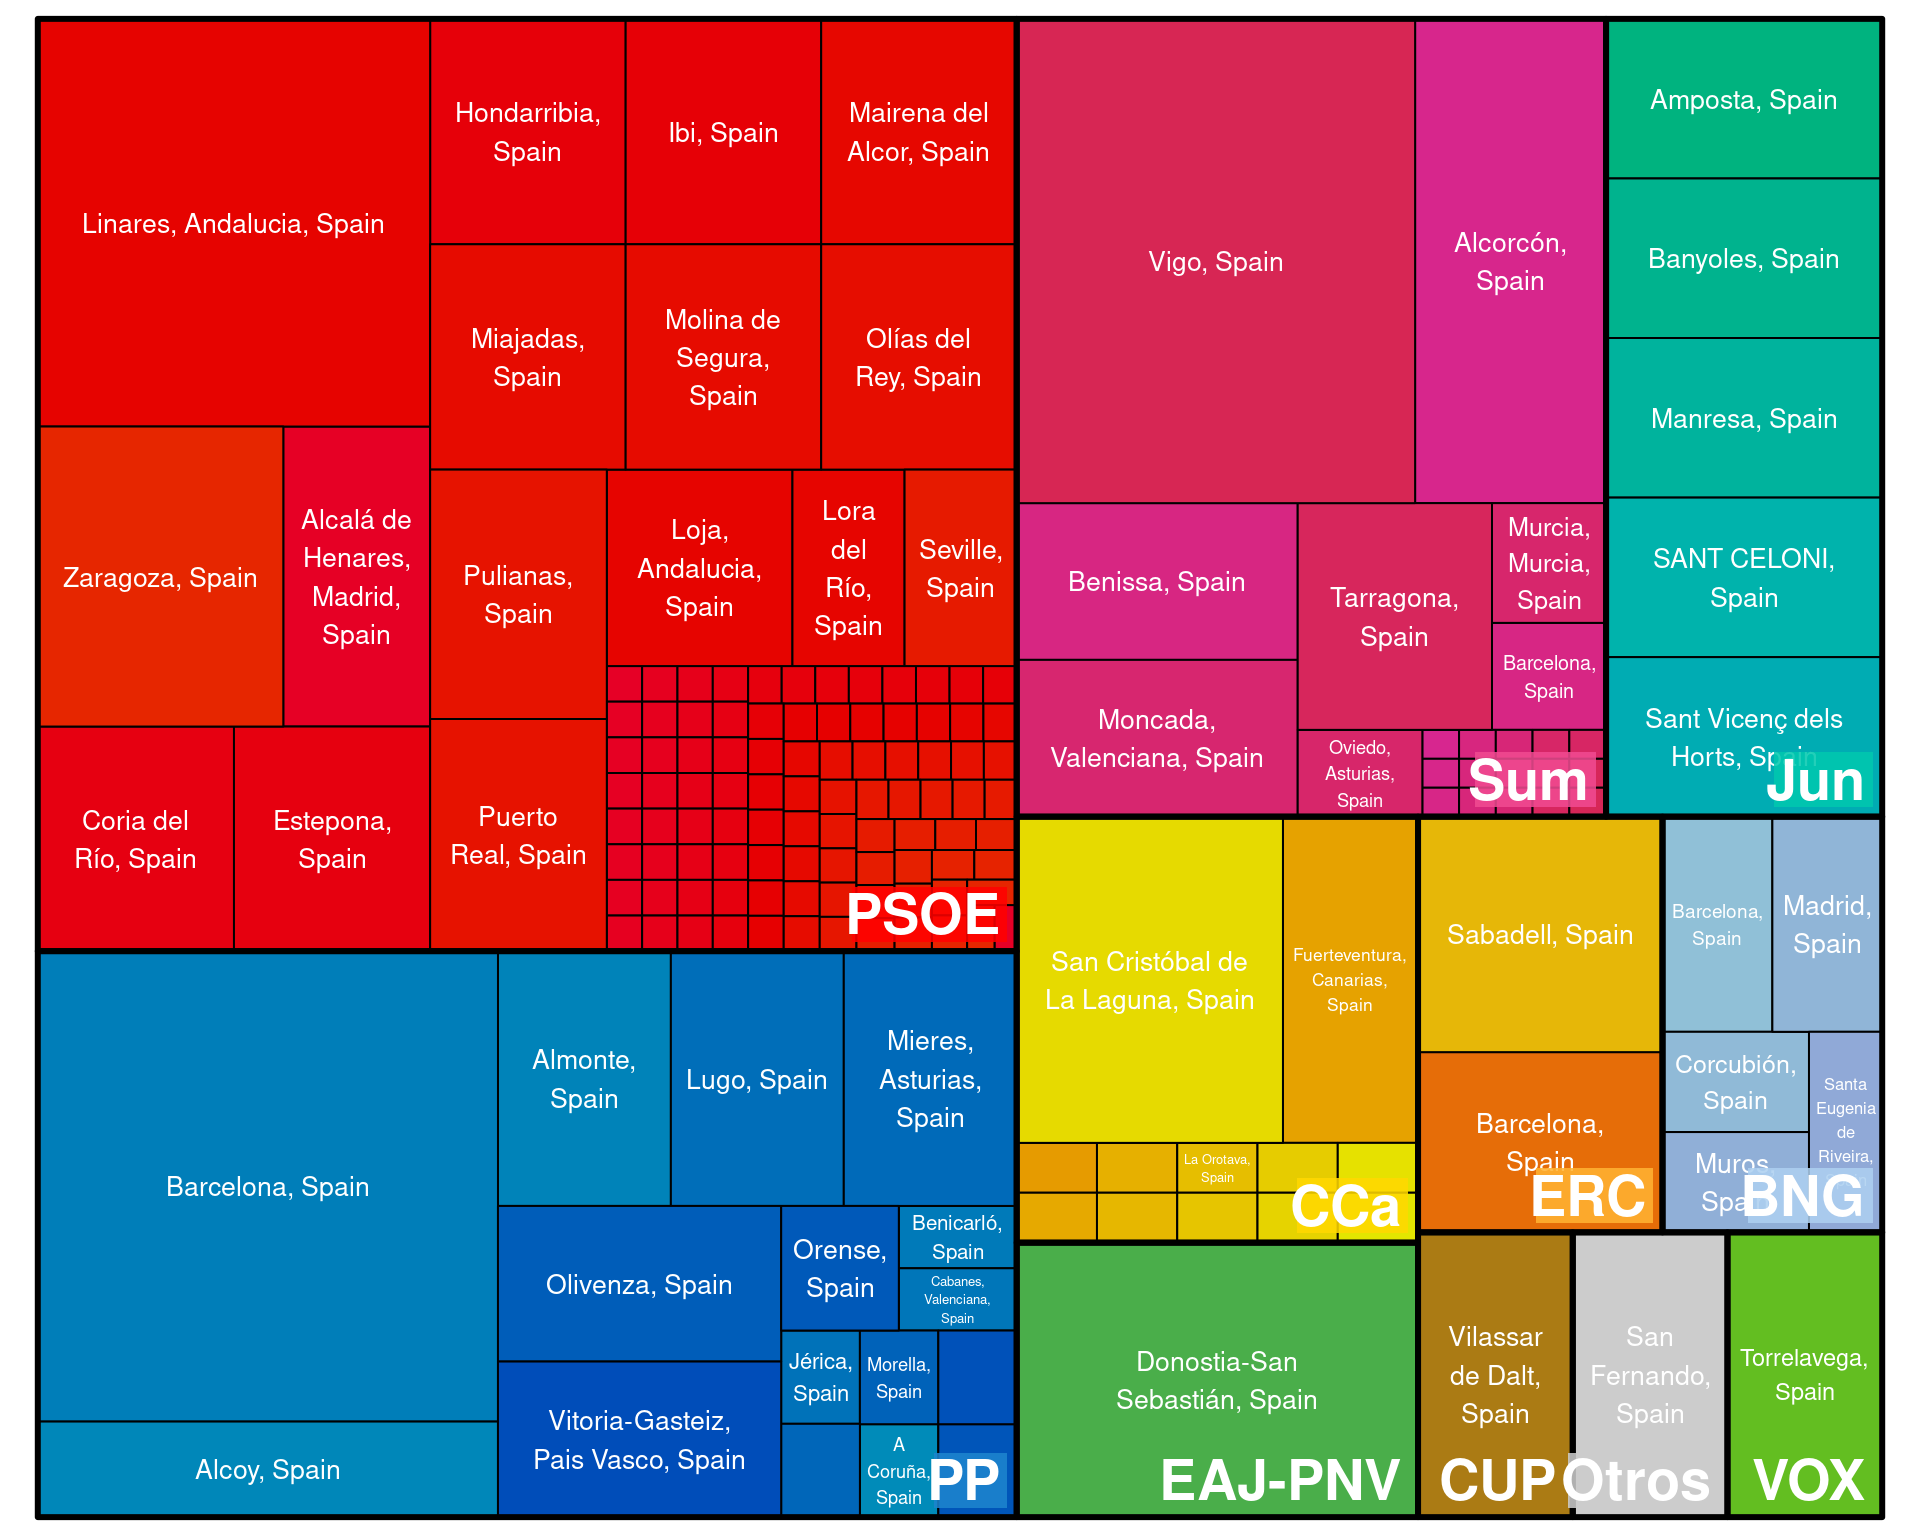 Linares, Andalucia, Spain
Hondarribia,
Spain
Ibi, Spain
Mairena del
Alcor, Spain
Miajadas,
Spain
Molina de
Segura,
Spain
Olías del
Rey, Spain
Zaragoza, Spain
Alcalá de
Henares,
Madrid,
Spain
Pulianas,
Spain
Loja,
Andalucia,
Spain
Lora
del
Río,
Spain
Seville,
Spain
Coria del
Río, Spain
Estepona,
Spain
Puerto
Real, Spain
PSOE
Vigo, Spain
Alcorcón,
Spain
Benissa, Spain
Tarragona,
Spain
Murcia,
Murcia,
Spain
Barcelona,
Spain
Moncada,
Valenciana, Spain
Oviedo,
Asturias,
Spain
Sum
Amposta, Spain
Banyoles, Spain
Manresa, Spain
SANT CELONI,
Spain
Sant Vicenç dels
Horts, Spain
Jun
Barcelona, Spain
Alcoy, Spain
Almonte,
Spain
Lugo, Spain
Mieres,
Asturias,
Spain
Olivenza, Spain
Orense,
Spain
Benicarló,
Spain
Cabanes,
Valenciana,
Spain
Vitoria-Gasteiz,
Pais Vasco, Spain
Jérica,
Spain
Morella,
Spain
A
Coruña,
Spain
PP
San Cristóbal de
La Laguna, Spain
Fuerteventura,
Canarias,
Spain
La Orotava,
Spain
CCa
Sabadell, Spain
Barcelona,
Spain
ERC
Barcelona,
Spain
Madrid,
Spain
Corcubión,
Spain
Santa
Eugenia
de
Riveira,
Muros,
Spain
BNG
Donostia-San
Sebastián, Spain
EAJ-PNV
Vilassar
de Dalt,
Spain
CUP
San
Fernando,
Spain
Otros
Torrelavega,
Spain
VOX